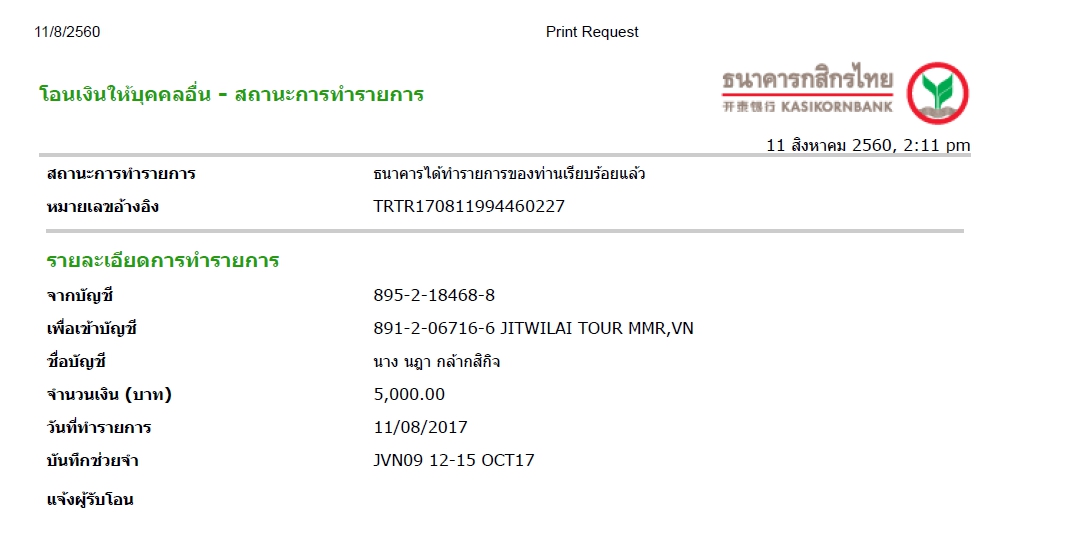 11/8/2560 Print Request
โอนเงินให้บุคคลอื่น - สถานะการทำรายการ
ธนาคารกสิกรไทย
开泰银行 KASIKORNBANK
11 สิงหาคม 2560, 2:11 pm
สถานะการทำรายการ ธนาคารได้ทำรายการของท่านเรียบร้อยแล้ว
หมายเลขอ้างอิง TRTR170811994460227
รายละเอียดการทำรายการ
จากบัญชี 895-2-18468-8
เพื่อเข้าบัญชี 891-2-06716-6 JITWILAI TOUR MMR,VN
ชื่อบัญชี นาง นฎา กล้ากสิกิจ
จำนวนเงิน (บาท) 5,000.00
วันที่ทำรายการ 11/08/2017
บันทึกช่วยจำ JVN09 12-15 OCT17
แจ้งผู้รับโอน